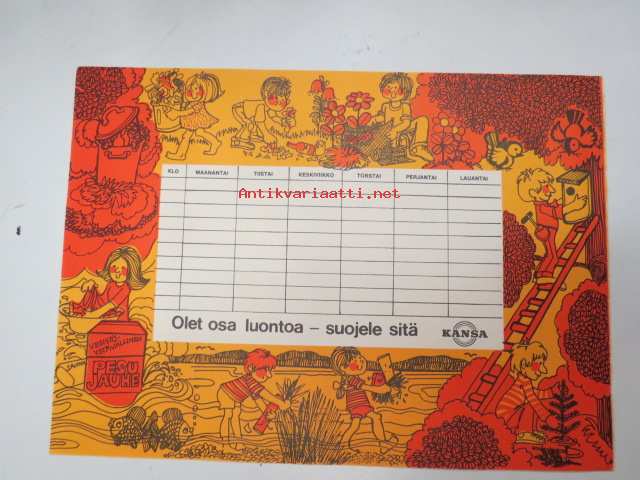 KLO MAANANTAI TIISTAI KESKIVIIKKO TORSTAI PERJANTAI LAUANTAI
Antikvariaatti.net
Olet osa luontoa – suojele sitä KANSA
PESU
JAUHE